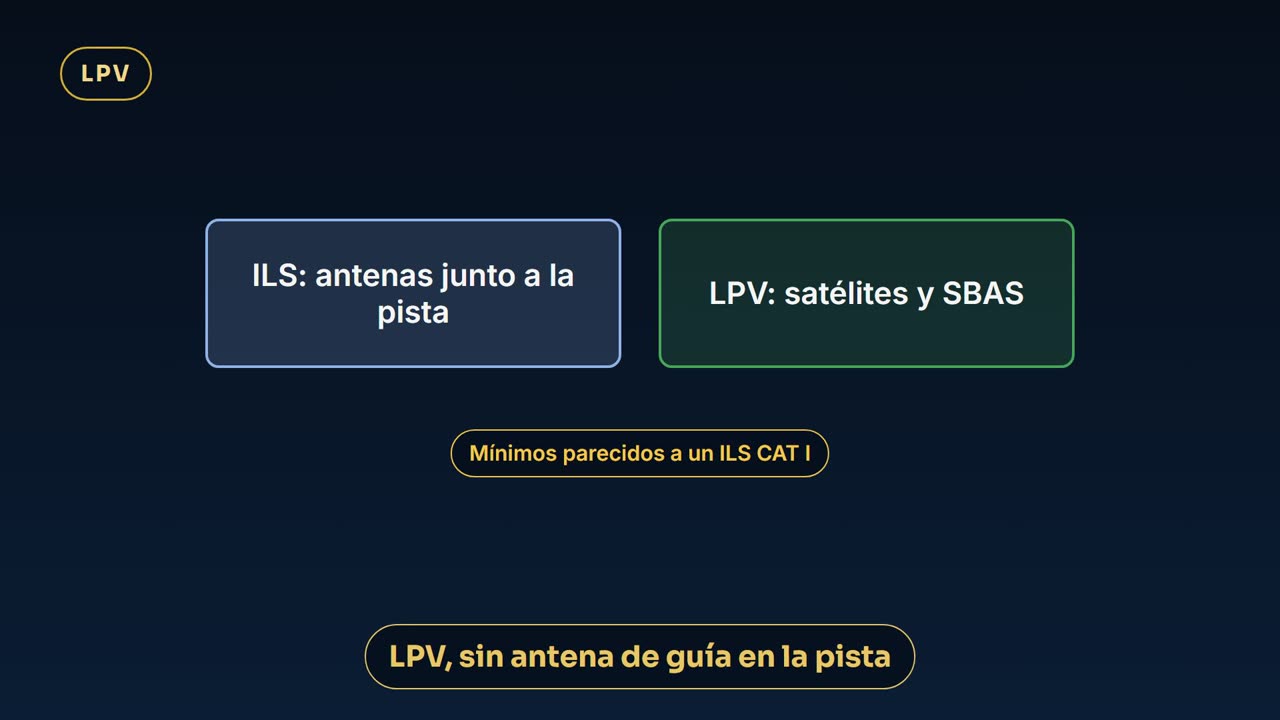 LPV
ILS: antenas junto a la
pista
LPV: satélites y SBAS
Mínimos parecidos a un ILS CAT I
LPV, sin antena de guía en la pista